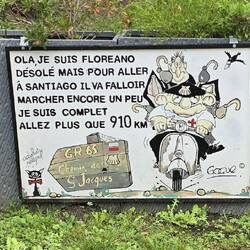 OLA, JE SUIS FLOREANO
DÉSOLÉ MAIS POUR ALLER
À SANTIAGO IL VA FALLOIR
MARCHER ENCORE UN PEU
JE SUIS COMPLET
ALLEZ PLUS QUE 910 KM
GR 65
Chemin de
St Jacques